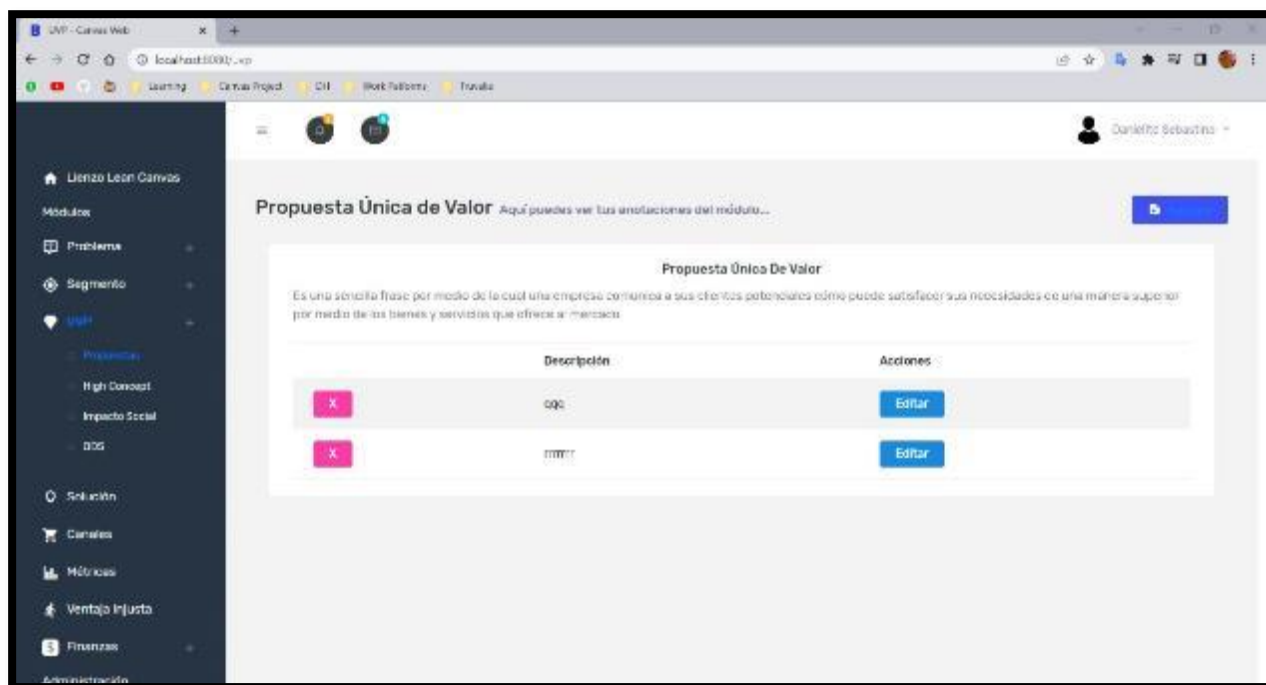 UVP - Canvas Web
localhost:8080/
Learning Canvas Project Work Platforms
Danielito Sebastino
Lienzo Lean Canvas
Módulos
Problema
Segmento
UVP
Propuestas
High Concept
Impacto Social
ODS
Solución
Canales
Métricas
Ventaja Injusta
Finanzas
Administración
Propuesta Única de Valor Aquí puedes ver tus anotaciones del módulo...
Propuesta Única De Valor
Es una sencilla frase por medio de la cual una empresa comunica a sus clientes potenciales cómo puede satisfacer sus necesidades de una manera superior
por medio de los bienes y servicios que ofrece al mercado
Descripción Acciones
X qqq Editar
X Editar